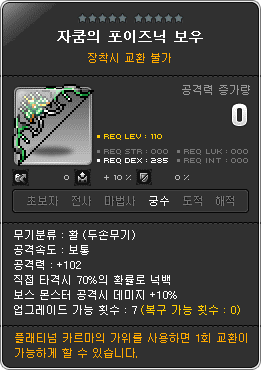 자쿰의 포이즈닉 보우
장착시 교환 불가
공격력 증가량
0
REQ LEV : 110
REQ STR : 000
REQ LUK : 000
REQ DEX : 285
REQ INT : 000
0
+ 10 %
0
초보자 전사 마법사 궁수 도적 해적
무기분류 : 활 (두손무기)
공격속도 : 보통
공격력 : +102
직접 타격시 70%의 확률로 넉백
보스 몬스터 공격시 데미지 +10%
업그레이드 가능 횟수 : 7 (복구 가능 횟수 : 0)
플래티넘 카르마의 가위를 사용하면 1회 교환이
가능하게 할 수 있습니다.